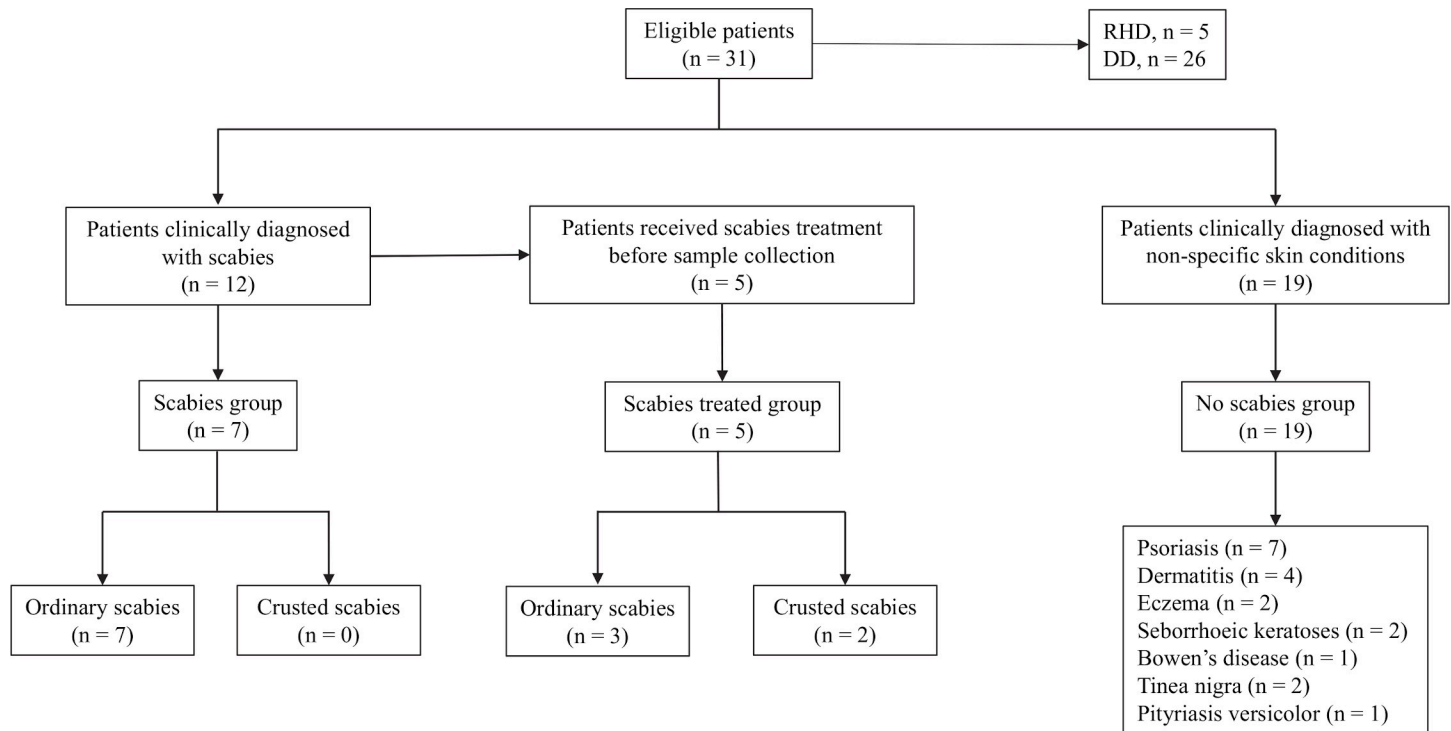 Eligible patients
(n = 31)
RHD, n = 5
DD, n = 26
Patients clinically diagnosed
with scabies
(n = 12)
Patients received scabies treatment
before sample collection
(n = 5)
Patients clinically diagnosed with
non-specific skin conditions
(n = 19)
Scabies group
(n = 7)
Scabies treated group
(n = 5)
No scabies group
(n = 19)
Ordinary scabies
(n = 7)
Crusted scabies
(n = 0)
Ordinary scabies
(n = 3)
Crusted scabies
(n = 2)
Psoriasis (n = 7)
Dermatitis (n = 4)
Eczema (n = 2)
Seborrhoeic keratoses (n = 2)
Bowen’s disease (n = 1)
Tinea nigra (n = 2)
Pityriasis versicolor (n = 1)